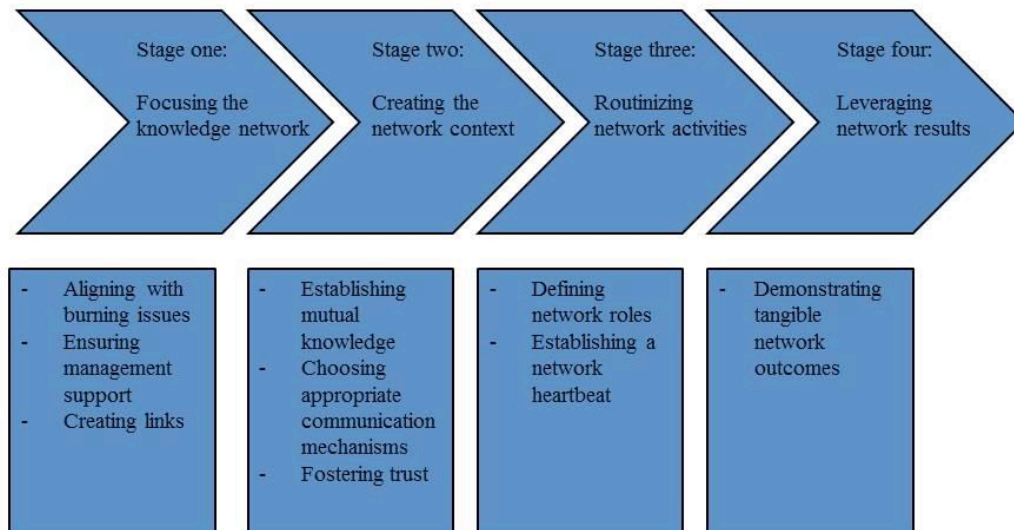 Stage one:
Focusing the
knowledge network
Stage two:
Creating the
network context
Stage three:
Routinizing
network activities
Stage four:
Leveraging
network results
- Aligning with
burning issues
- Ensuring
management
support
- Creating links
- Establishing
mutual
knowledge
- Choosing
appropriate
communication
mechanisms
- Fostering trust
- Defining
network roles
- Establishing a
network
heartbeat
- Demonstrating
tangible
network
outcomes